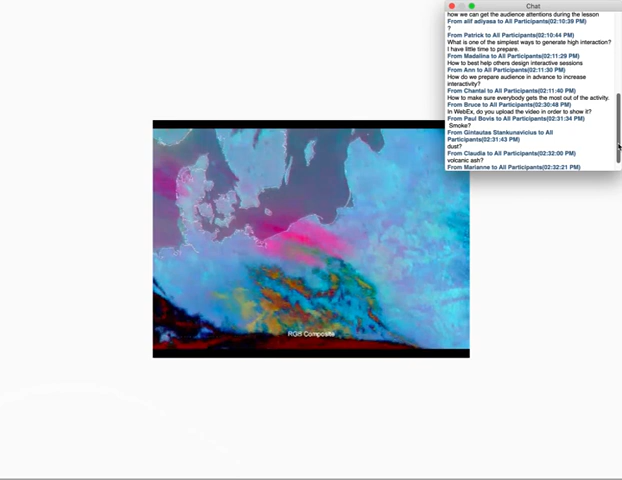 Chat
how we can get the audience attentions during the lesson
From alif adiyasa to All Participants(02:10:39 PM)
?
From Patrick to All Participants(02:10:44 PM)
What is one of the simplest ways to generate high interaction?
I have little time to prepare.
From Madalina to All Participants(02:11:29 PM)
How to best help others design interactive sessions
From Ann to All Participants(02:11:30 PM)
How do we prepare audience in advance to increase
interactivity?
From Chantal to All Participants(02:11:40 PM)
How to make sure everybody gets the most out of the activity.
From Bruce to All Participants(02:30:48 PM)
In WebEx, do you upload the video in order to show it?
From Paul Bovis to All Participants(02:31:34 PM)
Smoke?
From Gintautas Stankunavicius to All
Participants(02:31:43 PM)
dust?
From Claudia to All Participants(02:32:00 PM)
volcanic ash?
From Marianne to All Participants(02:32:21 PM)
RGB Composite